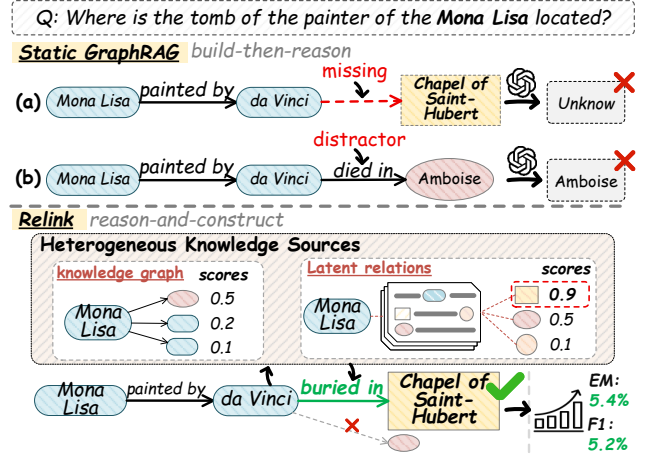 Q: Where is the tomb of the painter of the Mona Lisa located?
Static GraphRAG build-then-reason
missing
(a) Mona Lisa painted by da Vinci Chapel of Saint-Hubert Unknow
distractor
(b) Mona Lisa painted by da Vinci died in Amboise Amboise
Relink reason-and-construct
Heterogeneous Knowledge Sources
knowledge graph scores
Mona Lisa
0.5
0.2
0.1
Latent relations scores
Mona Lisa
0.9
0.5
0.1
Mona Lisa painted by da Vinci buried in Chapel of Saint-Hubert
EM:
5.4%
F1:
5.2%